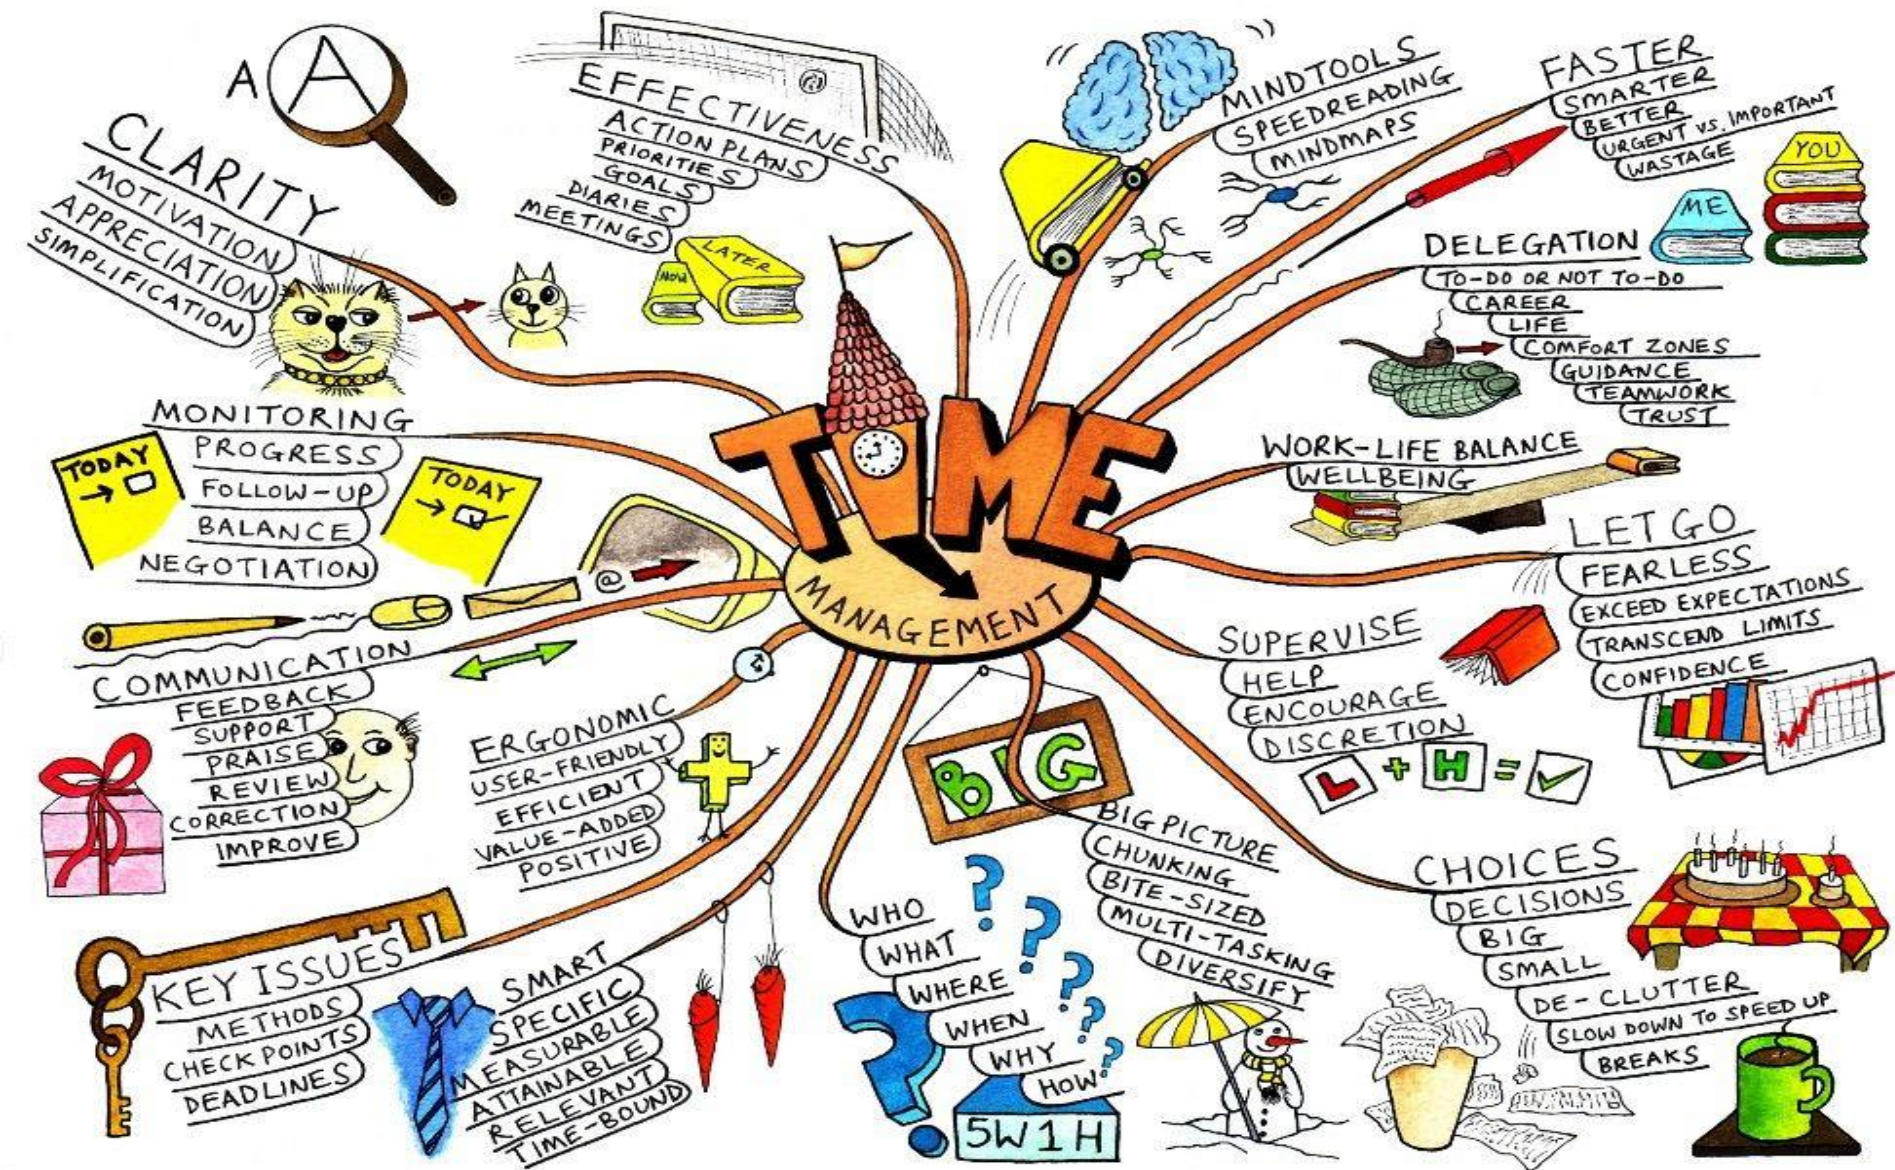 TIME
MANAGEMENT
A
A
CLARITY
MOTIVATION
APPRECIATION
SIMPLIFICATION
EFFECTIVENESS
ACTION PLANS
PRIORITIES
GOALS
DIARIES
MEETINGS
@
NOW
LATER
MINDTOOLS
SPEEDREADING
MINDMAPS
FASTER
SMARTER
BETTER
URGENT VS. IMPORTANT
WASTAGE
YOU
ME
DELEGATION
TO-DO OR NOT TO-DO
CAREER
LIFE
COMFORT ZONES
GUIDANCE
TEAMWORK
TRUST
WORK-LIFE BALANCE
WELLBEING
LET GO
FEARLESS
EXCEED EXPECTATIONS
TRANSCEND LIMITS
CONFIDENCE
SUPERVISE
HELP
ENCOURAGE
DISCRETION
L + H = ✓
CHOICES
DECISIONS
BIG
SMALL
DE-CLUTTER
SLOW DOWN TO SPEED UP
BREAKS
BIG
BIG PICTURE
CHUNKING
BITE-SIZED
MULTI-TASKING
DIVERSIFY
WHO
WHAT
WHERE
WHEN
WHY
HOW
?
?
?
?
?
?
5W1H
SMART
SPECIFIC
MEASURABLE
ATTAINABLE
RELEVANT
TIME-BOUND
KEY ISSUES
METHODS
CHECK POINTS
DEADLINES
ERGONOMIC
USER-FRIENDLY
EFFICIENT
VALUE-ADDED
POSITIVE
COMMUNICATION
FEEDBACK
SUPPORT
PRAISE
REVIEW
CORRECTION
IMPROVE
MONITORING
PROGRESS
FOLLOW-UP
BALANCE
NEGOTIATION
TODAY
TODAY